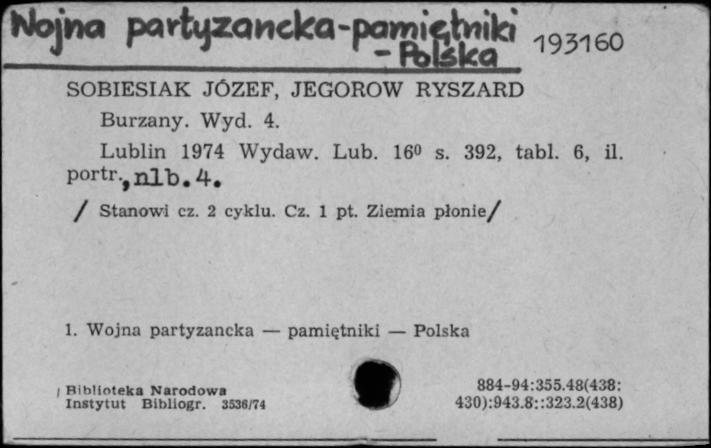 Wojna partyzancka-pamiętniki
- Polska
193160
SOBIESIAK JÓZEF, JEGOROW RYSZARD
Burzany. Wyd. 4.
Lublin 1974 Wydaw. Lub. 16⁰ s. 392, tabl. 6, il.
portr., nlb. 4.
/ Stanowi cz. 2 cyklu. Cz. 1 pt. Ziemia płonie/
1. Wojna partyzancka — pamiętniki — Polska
Biblioteka Narodowa
Instytut Bibliogr. 3536/74
884-94:355.48(438:
430):943.8::323.2(438)